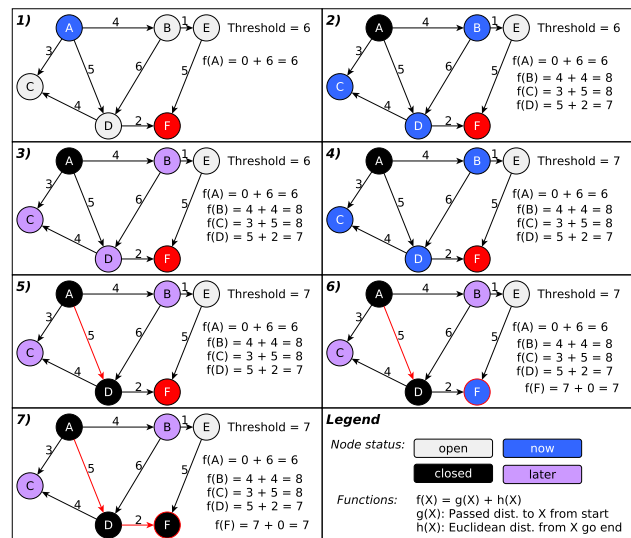 1)
A 4 B 1 E
Threshold = 6
3
5
6
5
f(A) = 0 + 6 = 6
C
4
D
2
F
2)
A 4 B 1 E
Threshold = 6
3
5
6
5
f(A) = 0 + 6 = 6
f(B) = 4 + 4 = 8
f(C) = 3 + 5 = 8
f(D) = 5 + 2 = 7
C
4
D
2
F
3)
A 4 B 1 E
Threshold = 6
3
5
6
5
f(A) = 0 + 6 = 6
f(B) = 4 + 4 = 8
f(C) = 3 + 5 = 8
f(D) = 5 + 2 = 7
C
4
D
2
F
4)
A 4 B 1 E
Threshold = 7
3
5
6
5
f(A) = 0 + 6 = 6
f(B) = 4 + 4 = 8
f(C) = 3 + 5 = 8
f(D) = 5 + 2 = 7
C
4
D
2
F
5)
A 4 B 1 E
Threshold = 7
3
5
6
5
f(A) = 0 + 6 = 6
f(B) = 4 + 4 = 8
f(C) = 3 + 5 = 8
f(D) = 5 + 2 = 7
C
4
D
2
F
6)
A 4 B 1 E
Threshold = 7
3
5
6
5
f(A) = 0 + 6 = 6
f(B) = 4 + 4 = 8
f(C) = 3 + 5 = 8
f(D) = 5 + 2 = 7
f(F) = 7 + 0 = 7
C
4
D
2
F
7)
A 4 B 1 E
Threshold = 7
3
5
6
5
f(A) = 0 + 6 = 6
f(B) = 4 + 4 = 8
f(C) = 3 + 5 = 8
f(D) = 5 + 2 = 7
f(F) = 7 + 0 = 7
C
4
D
2
F
Legend
Node status: open now
closed later
Functions: f(X) = g(X) + h(X)
g(X): Passed dist. to X from start
h(X): Euclidean dist. from X go end